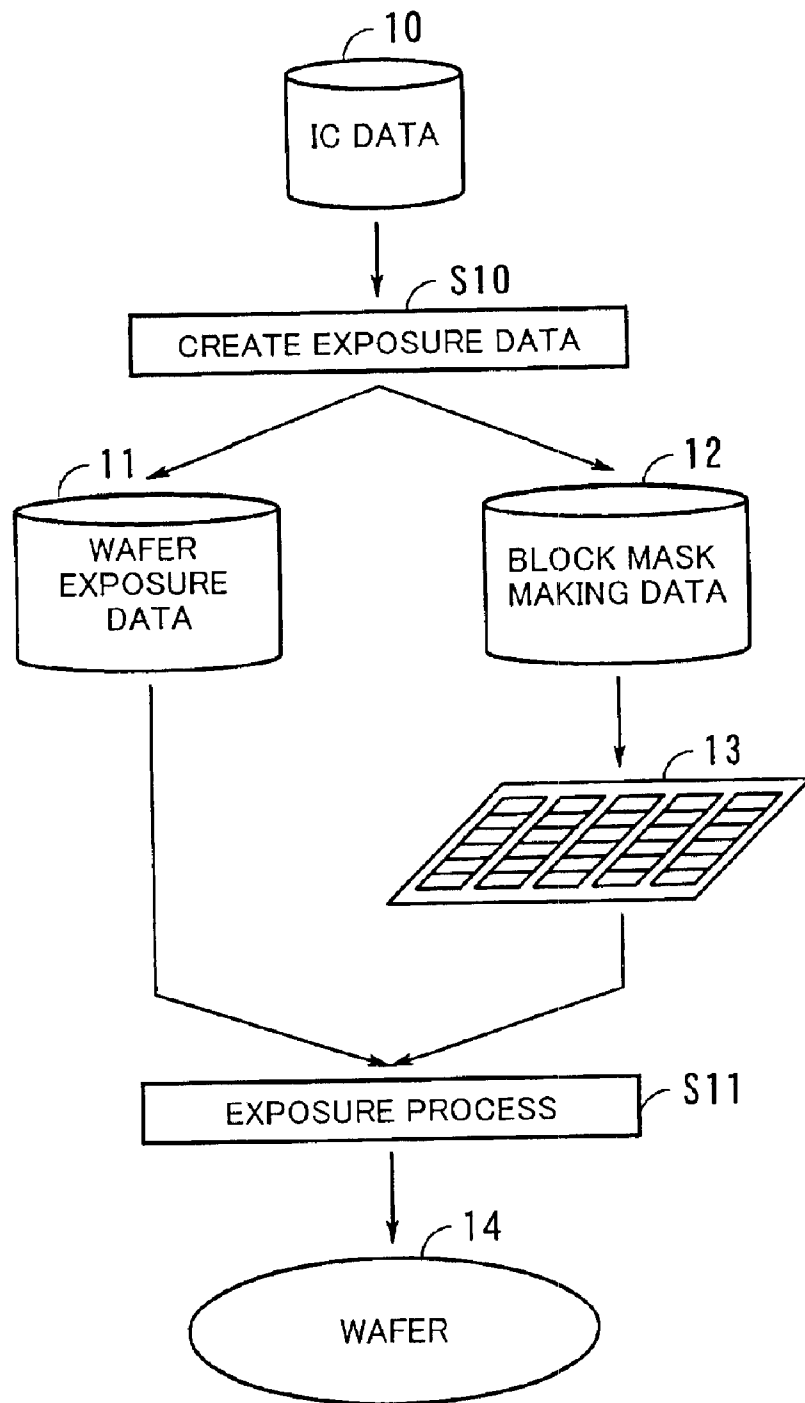 10
IC DATA
S10
CREATE EXPOSURE DATA
11
12
WAFER
EXPOSURE
DATA
BLOCK MASK
MAKING DATA
13
EXPOSURE PROCESS
S11
14
WAFER